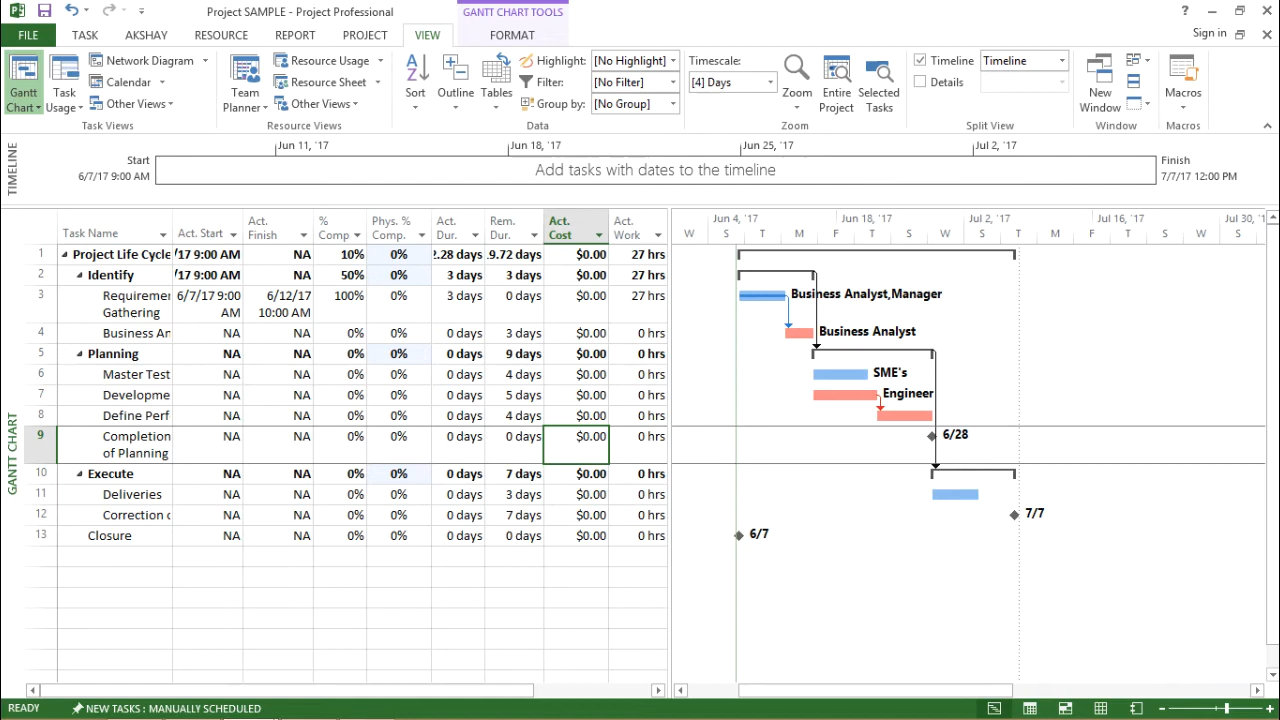 Project SAMPLE - Project Professional
GANTT CHART TOOLS
FILE TASK AKSHAY RESOURCE REPORT PROJECT VIEW FORMAT
Sign in
Gantt Chart
Task Usage
Network Diagram
Calendar
Other Views
Task Views
Team Planner
Resource Usage
Resource Sheet
Other Views
Resource Views
Sort
Outline
Tables
Highlight: [No Highlight]
Filter: [No Filter]
Group by: [No Group]
Data
Timescale:
[4] Days
Zoom
Entire Project
Selected Tasks
Zoom
Timeline Timeline
Details
Split View
New Window
Window
Macros
Macros
TIMELINE
Jun 11, '17 Jun 18, '17 Jun 25, '17 Jul 2, '17
Start
6/7/17 9:00 AM
Add tasks with dates to the timeline
Finish
7/7/17 12:00 PM
GANTT CHART
Task Name Act. Start Act. Finish % Comp Phys. % Comp. Act. Dur. Rem. Dur. Act. Cost Act. Work
Jun 4, '17 Jun 18, '17 Jul 2, '17 Jul 16, '17 Jul 30, '17
W S T M F W S T M F W S
1 Project Life Cycle /17 9:00 AM NA 10% 0% 2.28 days .9.72 days $0.00 27 hrs
2 Identify /17 9:00 AM NA 50% 0% 3 days 3 days $0.00 27 hrs
3 Requiremer 6/7/17 9:00 6/12/17 100% 0% 3 days 0 days $0.00 27 hrs
Gathering AM 10:00 AM
4 Business An NA NA 0% 0% 0 days 3 days $0.00 0 hrs
5 Planning NA NA 0% 0% 0 days 9 days $0.00 0 hrs
6 Master Test NA NA 0% 0% 0 days 4 days $0.00 0 hrs
7 Developme NA NA 0% 0% 0 days 5 days $0.00 0 hrs
8 Define Perf NA NA 0% 0% 0 days 4 days $0.00 0 hrs
9 Completion NA NA 0% 0% 0 days 0 days $0.00 0 hrs
of Planning
10 Execute NA NA 0% 0% 0 days 7 days $0.00 0 hrs
11 Deliveries NA NA 0% 0% 0 days 3 days $0.00 0 hrs
12 Correction c NA NA 0% 0% 0 days 7 days $0.00 0 hrs
13 Closure NA NA 0% 0% 0 days 0 days $0.00 0 hrs
Business Analyst,Manager
Business Analyst
SME's
Engineer
6/28
7/7
6/7
READY NEW TASKS : MANUALLY SCHEDULED